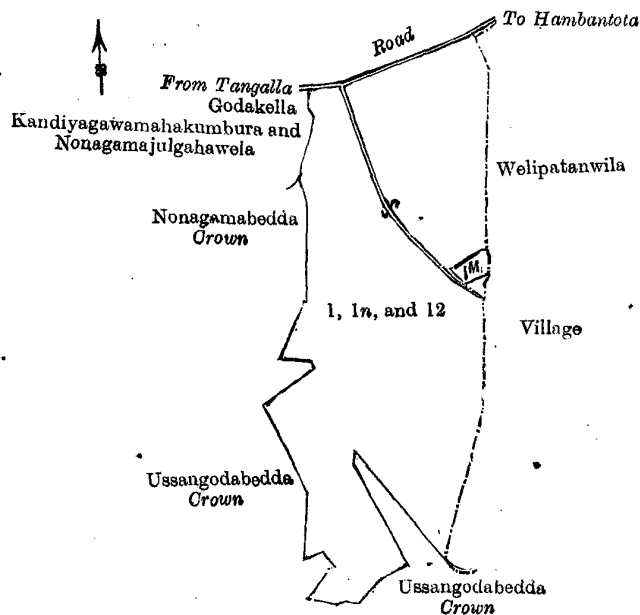 To Hambantota
Road
From Tangalla
Godakella
Kandiyagawamahakumbura and
Nonagamajulgahawela
Welipatanwila
Nonagamabedda
Crown
1M
1, 1n, and 12
Village
Ussangodabedda
Crown
Ussangodabedda
Crown